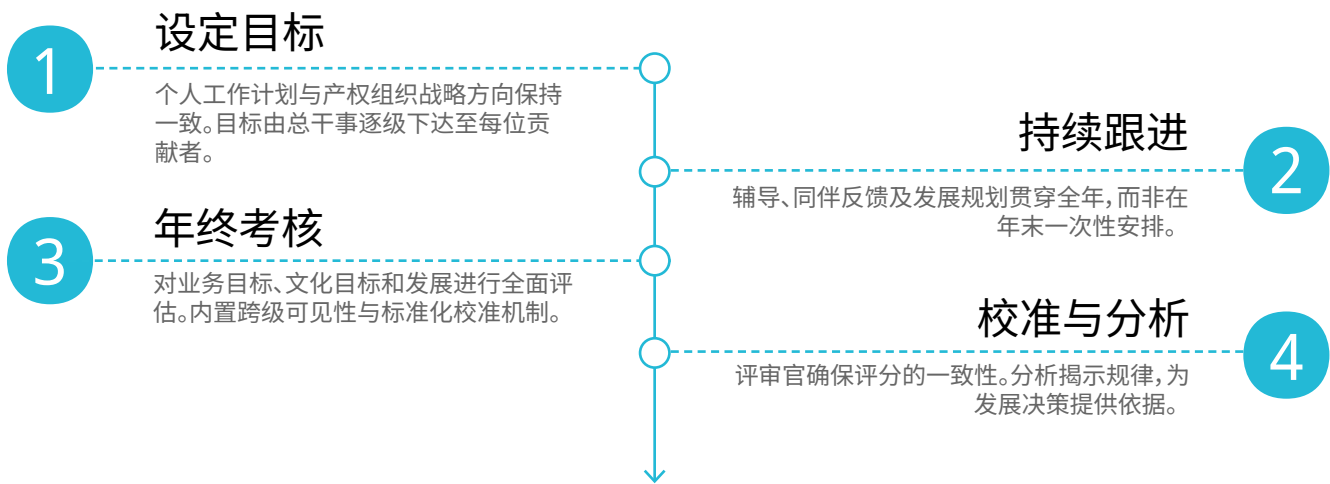 1
设定目标
个人工作计划与产权组织战略方向保持
一致。目标由总干事逐级下达至每位贡
献者。
2
持续跟进
辅导、同伴反馈及发展规划贯穿全年，而非在
年末一次性安排。
3
年终考核
对业务目标、文化目标和发展进行全面评
估。内置跨级可见性与标准化校准机制。
4
校准与分析
评审官确保评分的一致性。分析揭示规律，为
发展决策提供依据。